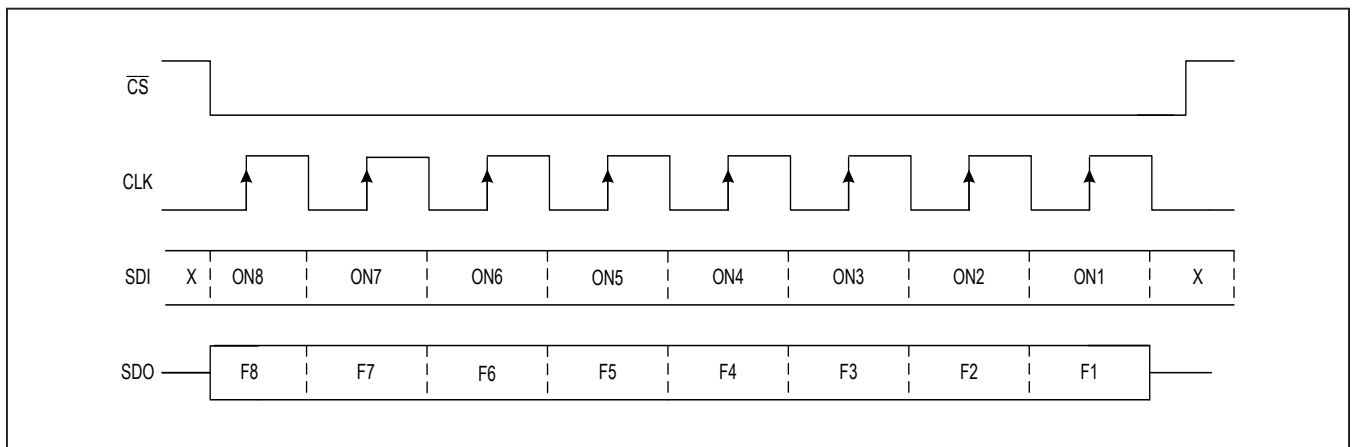 C̅S̅
CLK
SDI X ON8 ON7 ON6 ON5 ON4 ON3 ON2 ON1 X
SDO F8 F7 F6 F5 F4 F3 F2 F1